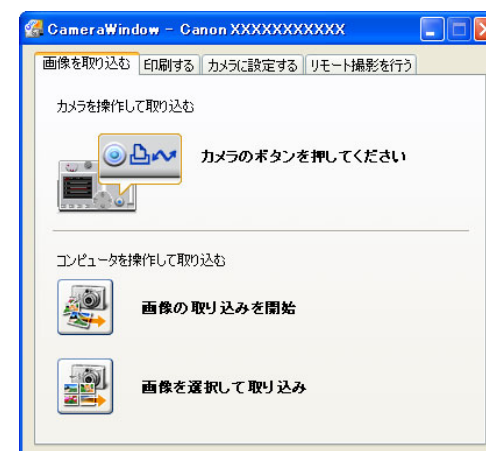 CameraWindow - Canon XXXXXXXXXXX
画像を取り込む 印刷する カメラに設定する リモート撮影を行う
カメラを操作して取り込む
カメラのボタンを押してください
コンピュータを操作して取り込む
画像の取り込みを開始
画像を選択して取り込み